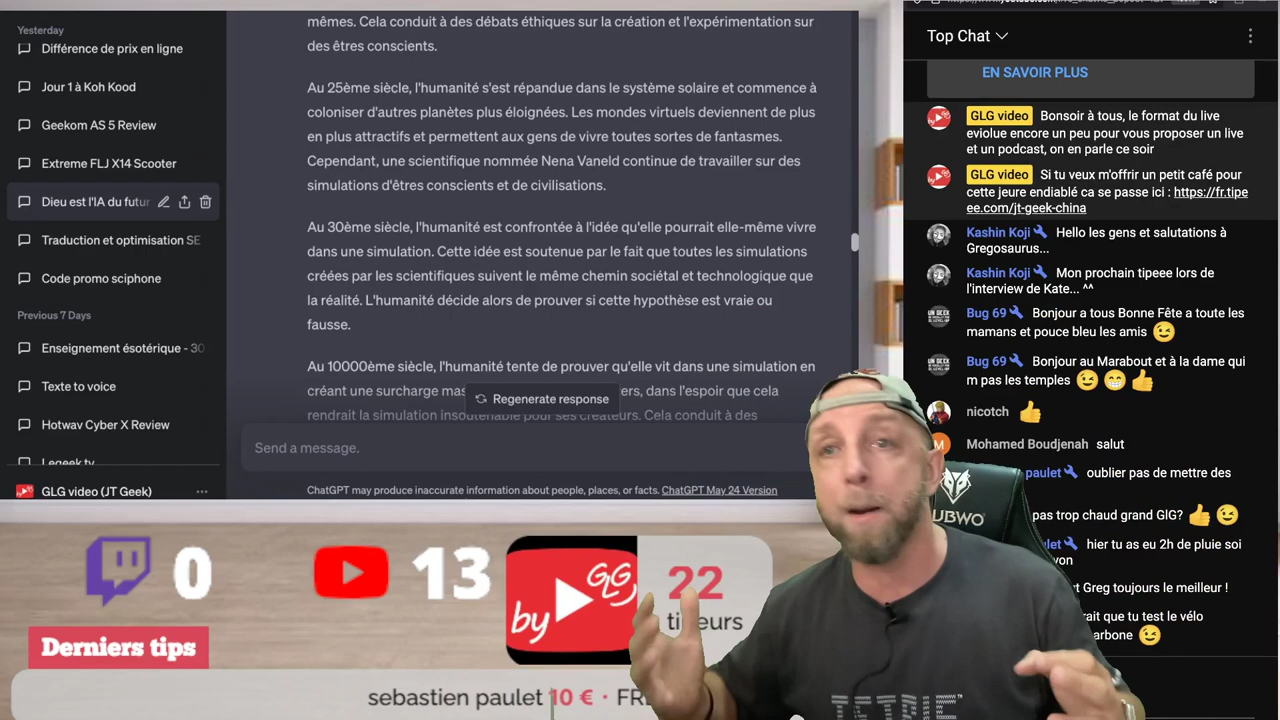 Yesterday
Différence de prix en ligne
Jour 1 à Koh Kood
Geekom AS 5 Review
Extreme FLJ X14 Scooter
Dieu est l'IA du futur
Traduction et optimisation SE
Code promo sciphone
Previous 7 Days
Enseignement ésotérique - 30
Texte to voice
Hotwav Cyber X Review
Legeek tv
GLG video (JT Geek)
mêmes. Cela conduit à des débats éthiques sur la création et l'expérimentation sur
des êtres conscients.
Au 25ème siècle, l'humanité s'est répandue dans le système solaire et commence à
coloniser d'autres planètes plus éloignées. Les mondes virtuels deviennent de plus
en plus attractifs et permettent aux gens de vivre toutes sortes de fantasmes.
Cependant, une scientifique nommée Nena Vaneld continue de travailler sur des
simulations d'êtres conscients et de civilisations.
Au 30ème siècle, l'humanité est confrontée à l'idée qu'elle pourrait elle-même vivre
dans une simulation. Cette idée est soutenue par le fait que toutes les simulations
créées par les scientifiques suivent le même chemin sociétal et technologique que
la réalité. L'humanité décide alors de prouver si cette hypothèse est vraie ou
fausse.
Au 10000ème siècle, l'humanité tente de prouver qu'elle vit dans une simulation en
créant une surcharge mas ers, dans l'espoir que cela
rendrait la simulation insoutenable pour ses créateurs. Cela conduit à des
Regenerate response
Send a message.
ChatGPT may produce inaccurate information about people, places, or facts. ChatGPT May 24 Version
Top Chat
EN SAVOIR PLUS
GLG video Bonsoir à tous, le format du live
eviolue encore un peu pour vous proposer un live
et un podcast, on en parle ce soir
GLG video Si tu veux m'offrir un petit café pour
cette jeure endiablé ca se passe ici : https://fr.tipe
ee.com/jt-geek-china
Kashin Koji Hello les gens et salutations à
Gregosaurus...
Kashin Koji Mon prochain tipeee lors de
l'interview de Kate... ^^
Bug 69 Bonjour a tous Bonne Fête a toute les
mamans et pouce bleu les amis 😉
Bug 69 Bonjour au Marabout et à la dame qui
m pas les temples 😉 😁 👍
nicotch 👍
M Mohamed Boudjenah salut
paulet oublier pas de mettre des
pas trop chaud grand GlG? 👍 😉
ulet hier tu as eu 2h de pluie soi
von
t Greg toujours le meilleur !
rait que tu test le vélo
arbone 😉
0
13
by GLG
22
tipeurs
Derniers tips
sebastien paulet 10 € · FR
UBWO